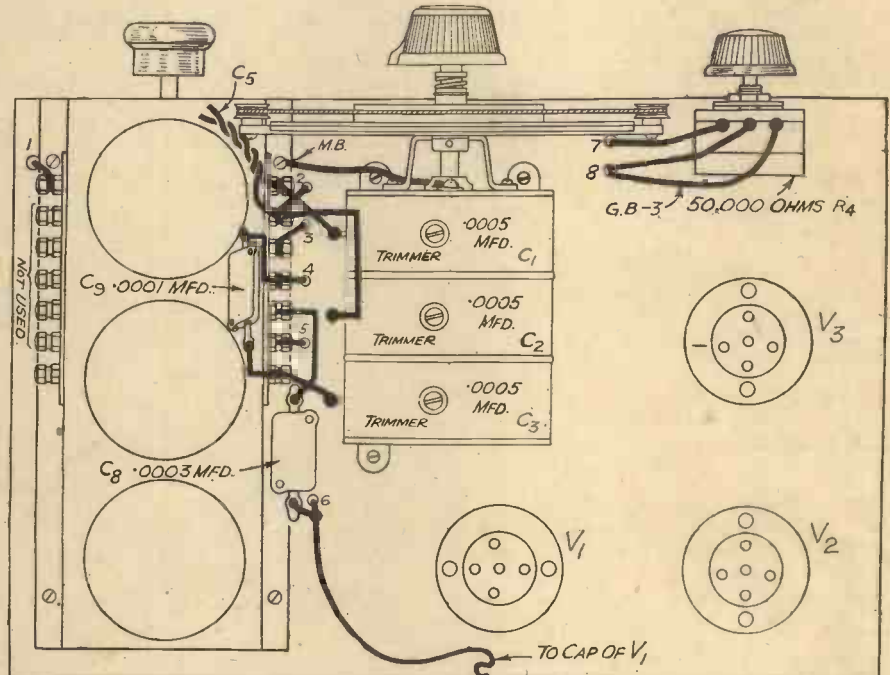 C5
1
M.B.
7
8
G.B-3
50,000 OHMS R4
2
3
4
5
6
NOT USED.
C9 .0001 MFD.
.0005
MFD.
TRIMMER
C1
.0005
MFD.
TRIMMER
C2
.0005
MFD.
TRIMMER
C3
V3
C8 .0003 MFD.
V1
V2
TO CAP OF V1